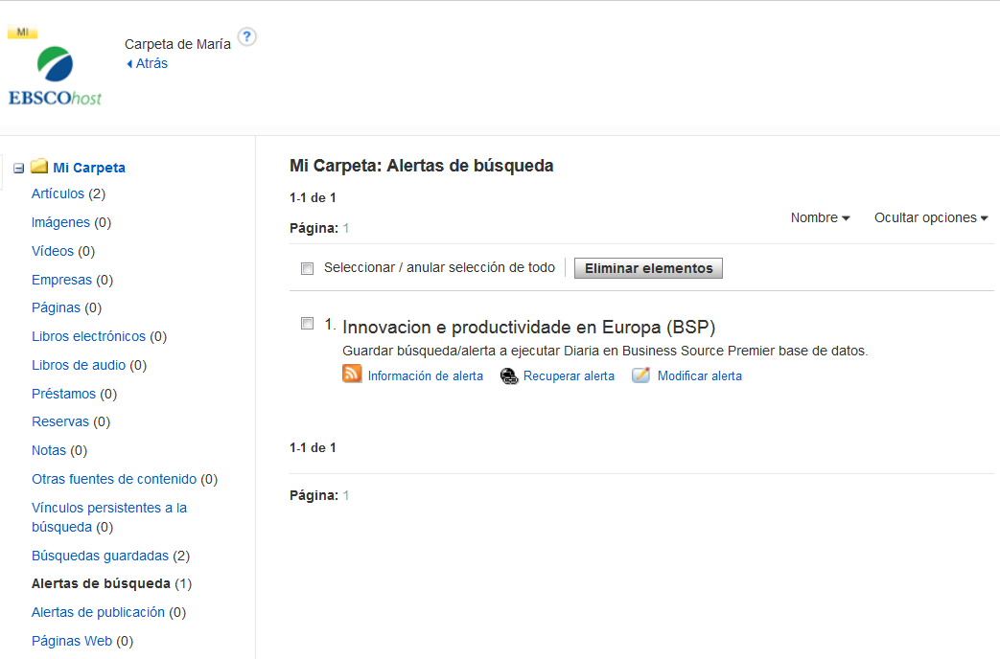 MI
EBSCOhost
Carpeta de María ?
Atrás
Mi Carpeta
Artículos (2)
Imágenes (0)
Vídeos (0)
Empresas (0)
Páginas (0)
Libros electrónicos (0)
Libros de audio (0)
Préstamos (0)
Reservas (0)
Notas (0)
Otras fuentes de contenido (0)
Vínculos persistentes a la
búsqueda (0)
Búsquedas guardadas (2)
Alertas de búsqueda (1)
Alertas de publicación (0)
Páginas Web (0)
Mi Carpeta: Alertas de búsqueda
1-1 de 1
Página: 1
Nombre Ocultar opciones
Seleccionar / anular selección de todo Eliminar elementos
1. Innovacion e productividade en Europa (BSP)
Guardar búsqueda/alerta a ejecutar Diaria en Business Source Premier base de datos.
Información de alerta Recuperar alerta Modificar alerta
1-1 de 1
Página: 1